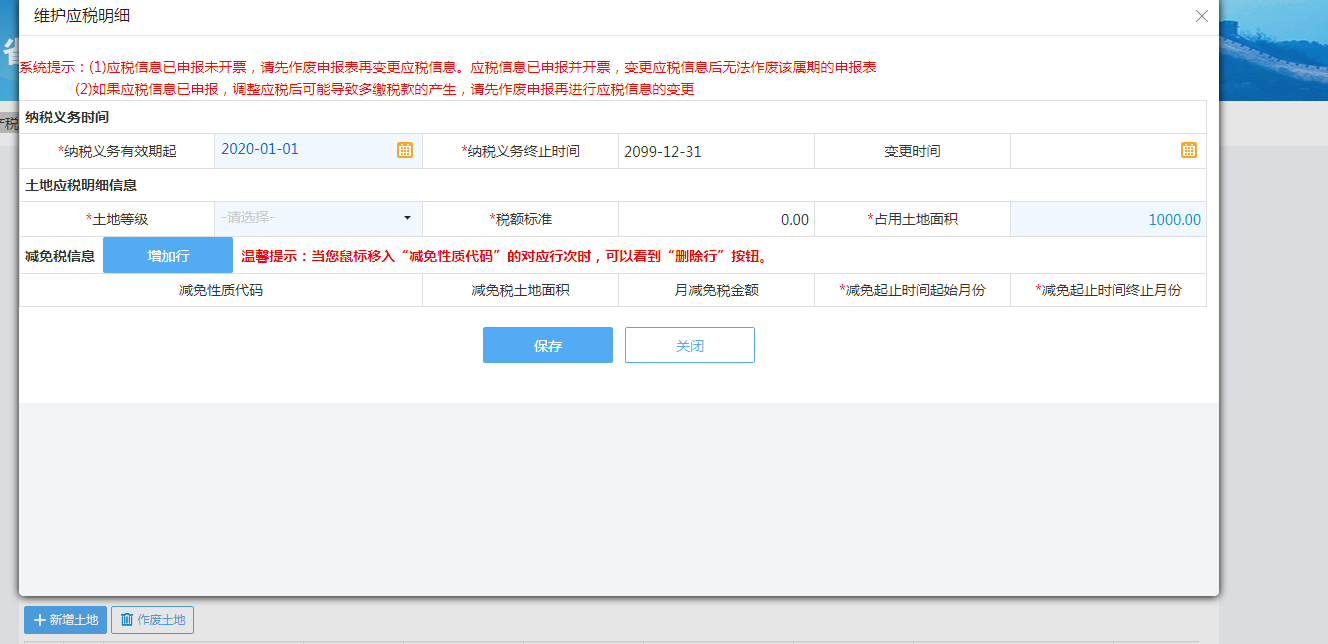 维护应税明细
省
系统提示：(1)应税信息已申报未开票，请先作废申报表再变更应税信息。应税信息已申报并开票，变更应税信息后无法作废该属期的申报表
(2)如果应税信息已申报，调整应税后可能导致多缴税款的产生，请先作废申报再进行应税信息的变更
纳税义务时间
产税
*纳税义务有效期起 2020-01-01 *纳税义务终止时间 2099-12-31 变更时间
土地应税明细信息
*土地等级 -请选择- *税额标准 0.00 *占用土地面积 1000.00
减免税信息 增加行 温馨提示：当您鼠标移入“减免性质代码”的对应行次时，可以看到“删除行”按钮。
减免性质代码 减免税土地面积 月减免税金额 *减免起止时间起始月份 *减免起止时间终止月份
保存 关闭
新增土地 作废土地